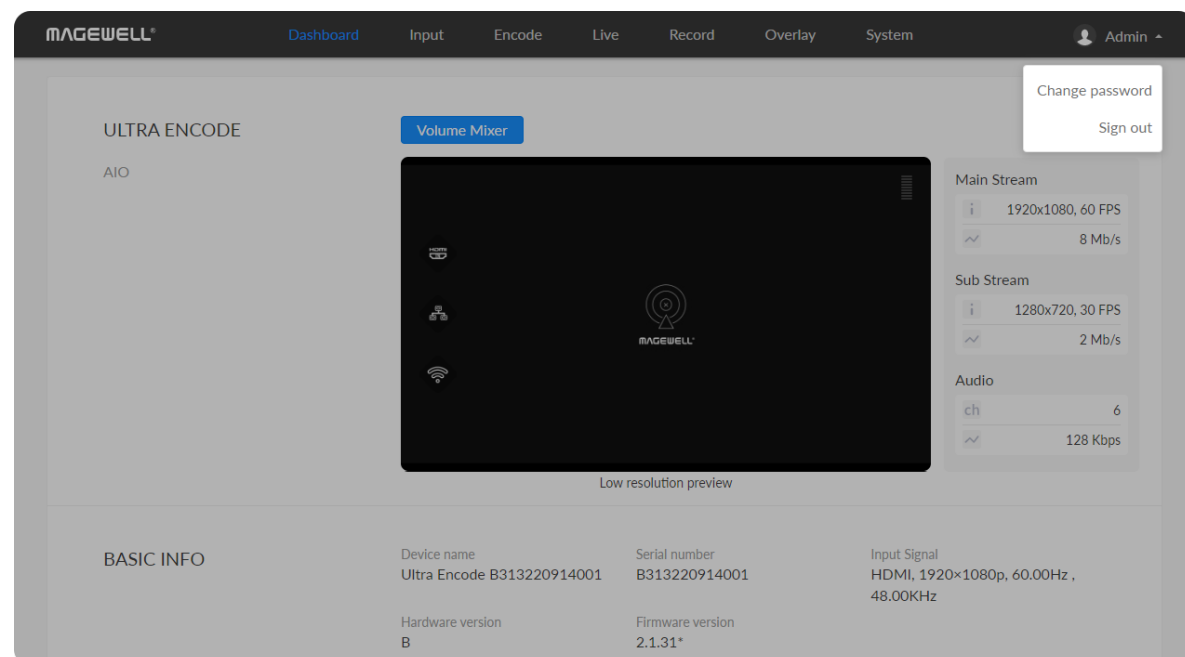 MAGEWELL®
Dashboard Input Encode Live Record Overlay System Admin
Change password
Sign out
ULTRA ENCODE
AIO
Volume Mixer
HDMI
MAGEWELL®
Low resolution preview
Main Stream
i 1920x1080, 60 FPS
8 Mb/s
Sub Stream
i 1280x720, 30 FPS
2 Mb/s
Audio
ch 6
128 Kbps
BASIC INFO
Device name
Ultra Encode B313220914001
Serial number
B313220914001
Input Signal
HDMI, 1920×1080p, 60.00Hz ,
48.00KHz
Hardware version
B
Firmware version
2.1.31*